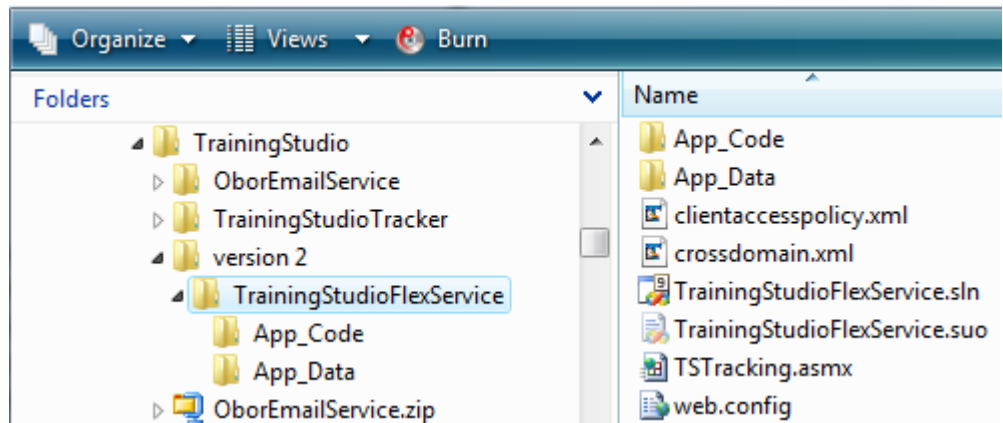 Organize Views Burn
Folders
TrainingStudio
OborEmailService
TrainingStudioTracker
version 2
TrainingStudioFlexService
App_Code
App_Data
OborEmailService.zip
Name
App_Code
App_Data
clientaccesspolicy.xml
crossdomain.xml
TrainingStudioFlexService.sln
TrainingStudioFlexService.suo
TSTracking.asmx
web.config